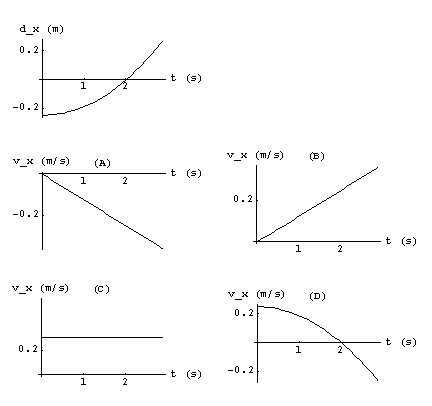 d_x (m)
0.2
1 2 t (s)
-0.2
v_x (m/s) (A)
1 2 t (s)
-0.2
v_x (m/s) (B)
0.2
1 2 t (s)
v_x (m/s) (C)
0.2
1 2 t (s)
v_x (m/s) (D)
0.2
1 2 t (s)
-0.2